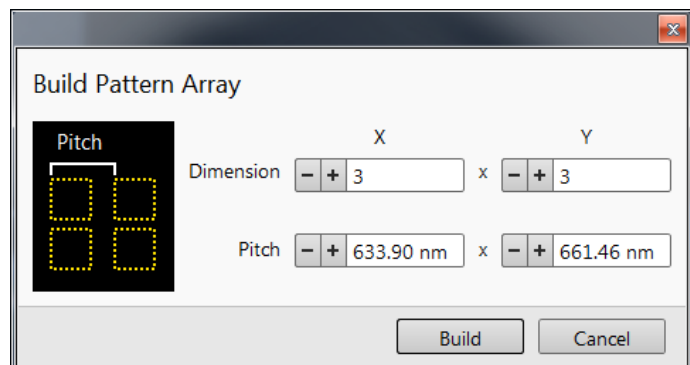 Build Pattern Array
Pitch
X Y
Dimension - + 3 x - + 3
Pitch - + 633.90 nm x - + 661.46 nm
Build Cancel